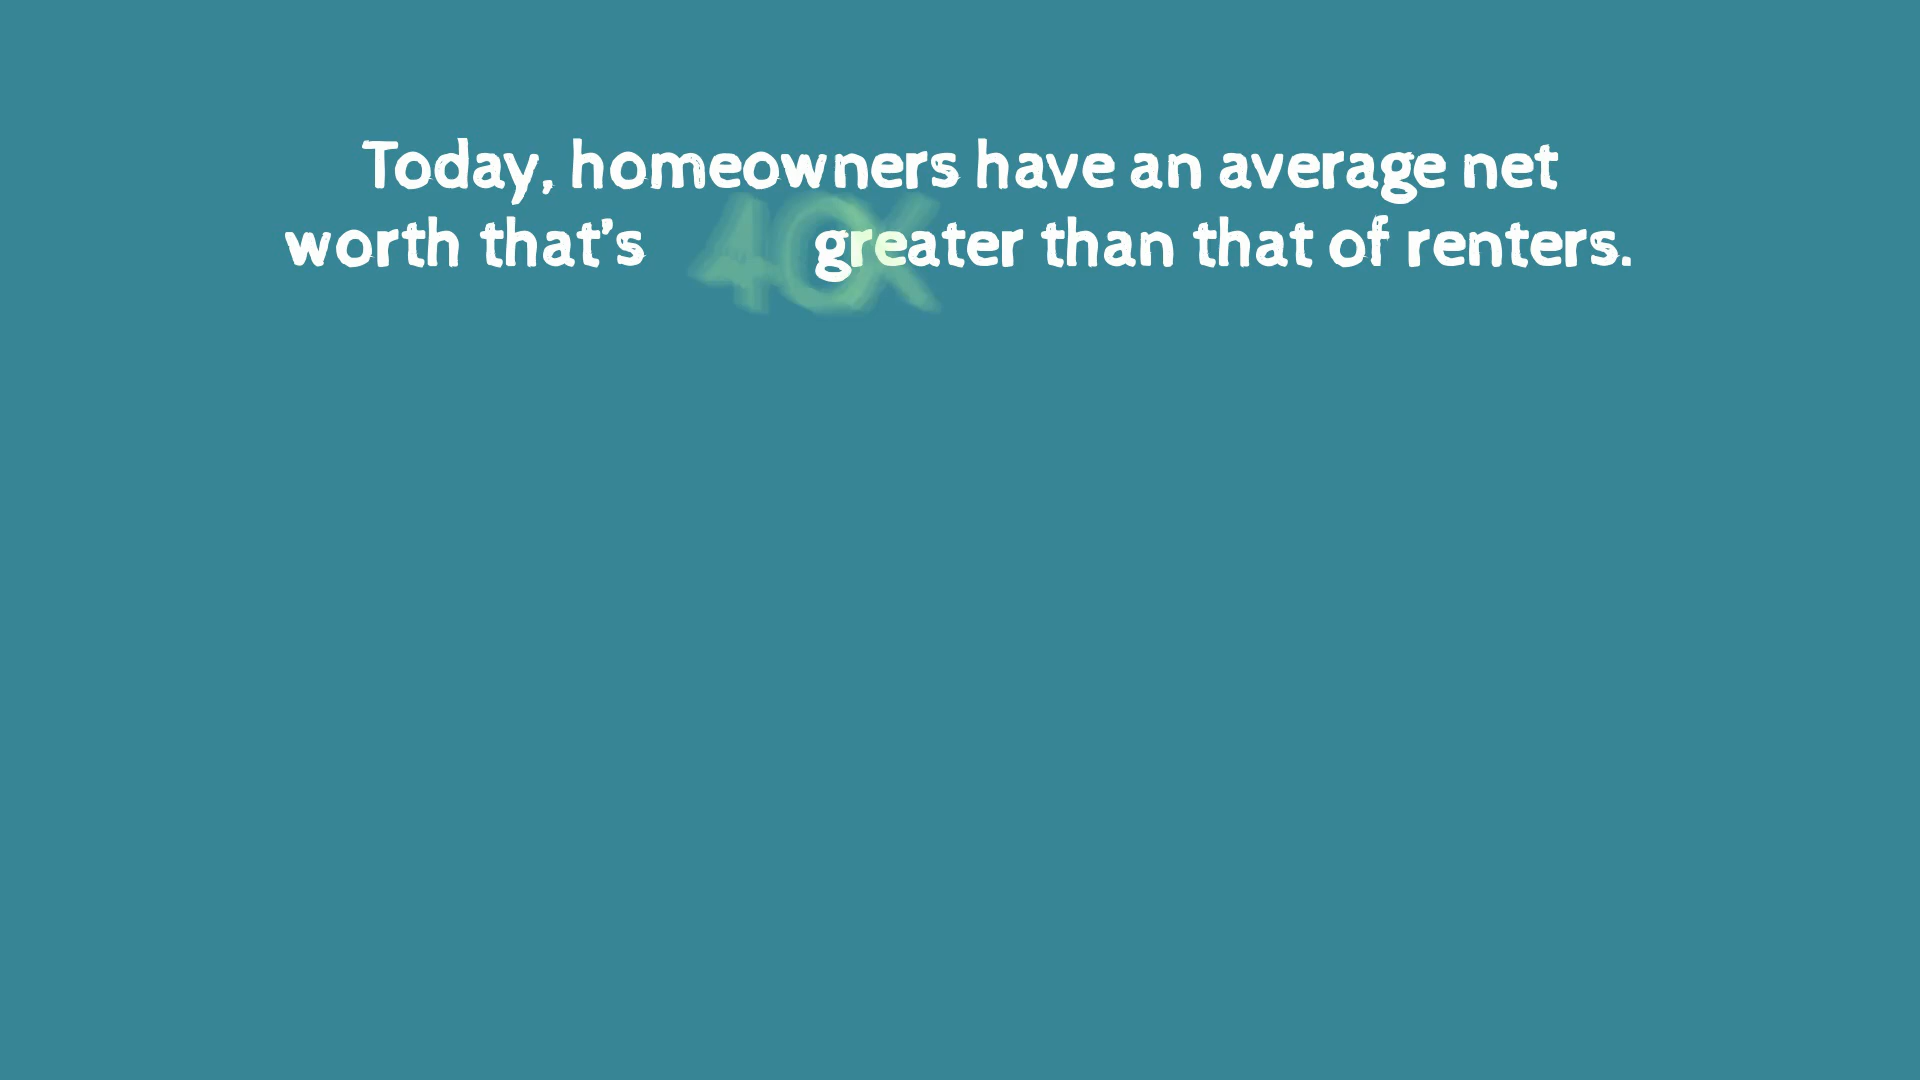 Today, homeowners have an average net
worth that's 40X greater than that of renters.